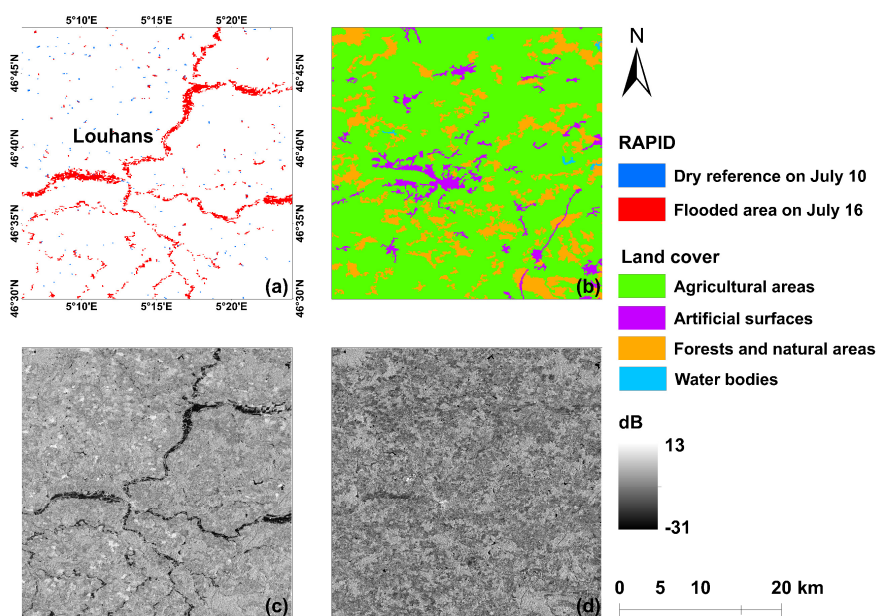 5°10'E 5°15'E 5°20'E
46°45'N 46°45'N
46°40'N 46°40'N
46°35'N 46°35'N
46°30'N 46°30'N
Louhans
(a)
5°10'E 5°15'E 5°20'E
(b)
(c)
(d)
N
RAPID
Dry reference on July 10
Flooded area on July 16
Land cover
Agricultural areas
Artificial surfaces
Forests and natural areas
Water bodies
dB
13
-31
0 5 10 20 km